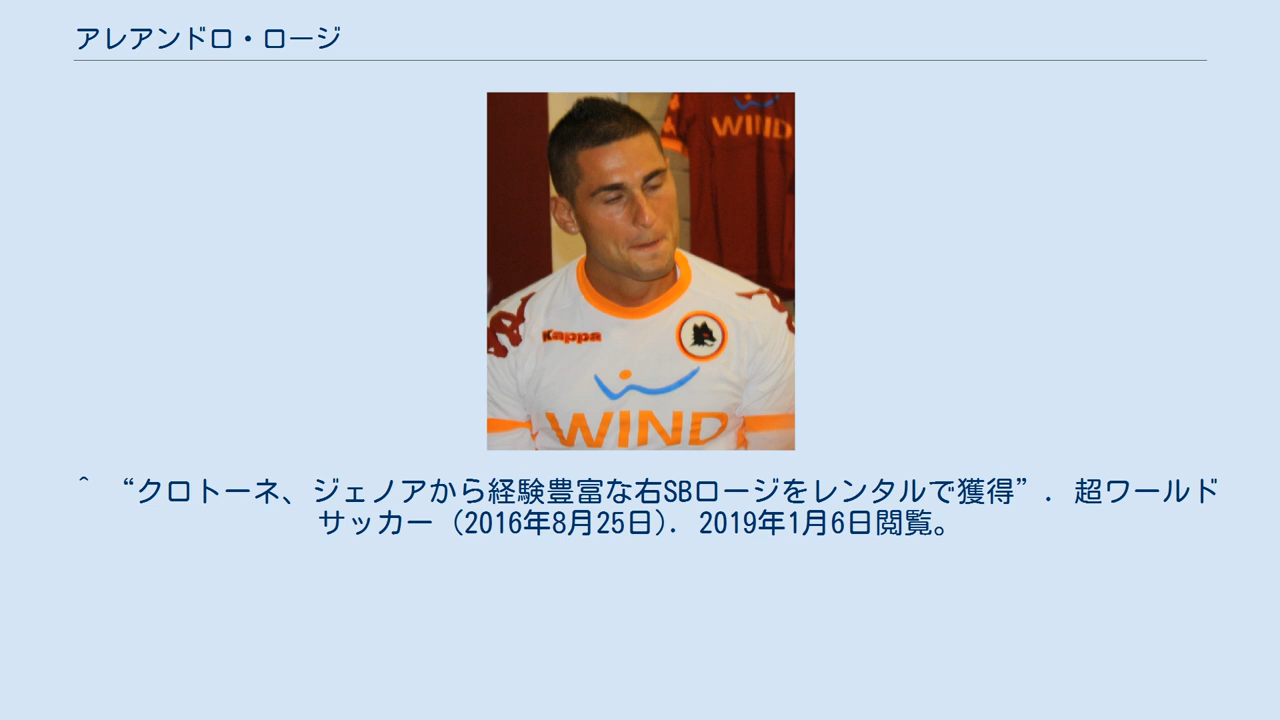 アレアンドロ・ロージ
WIND
Kappa
WIND
^ “クロトーネ、ジェノアから経験豊富な右SBロージをレンタルで獲得”. 超ワールド
サッカー (2016年8月25日). 2019年1月6日閲覧。